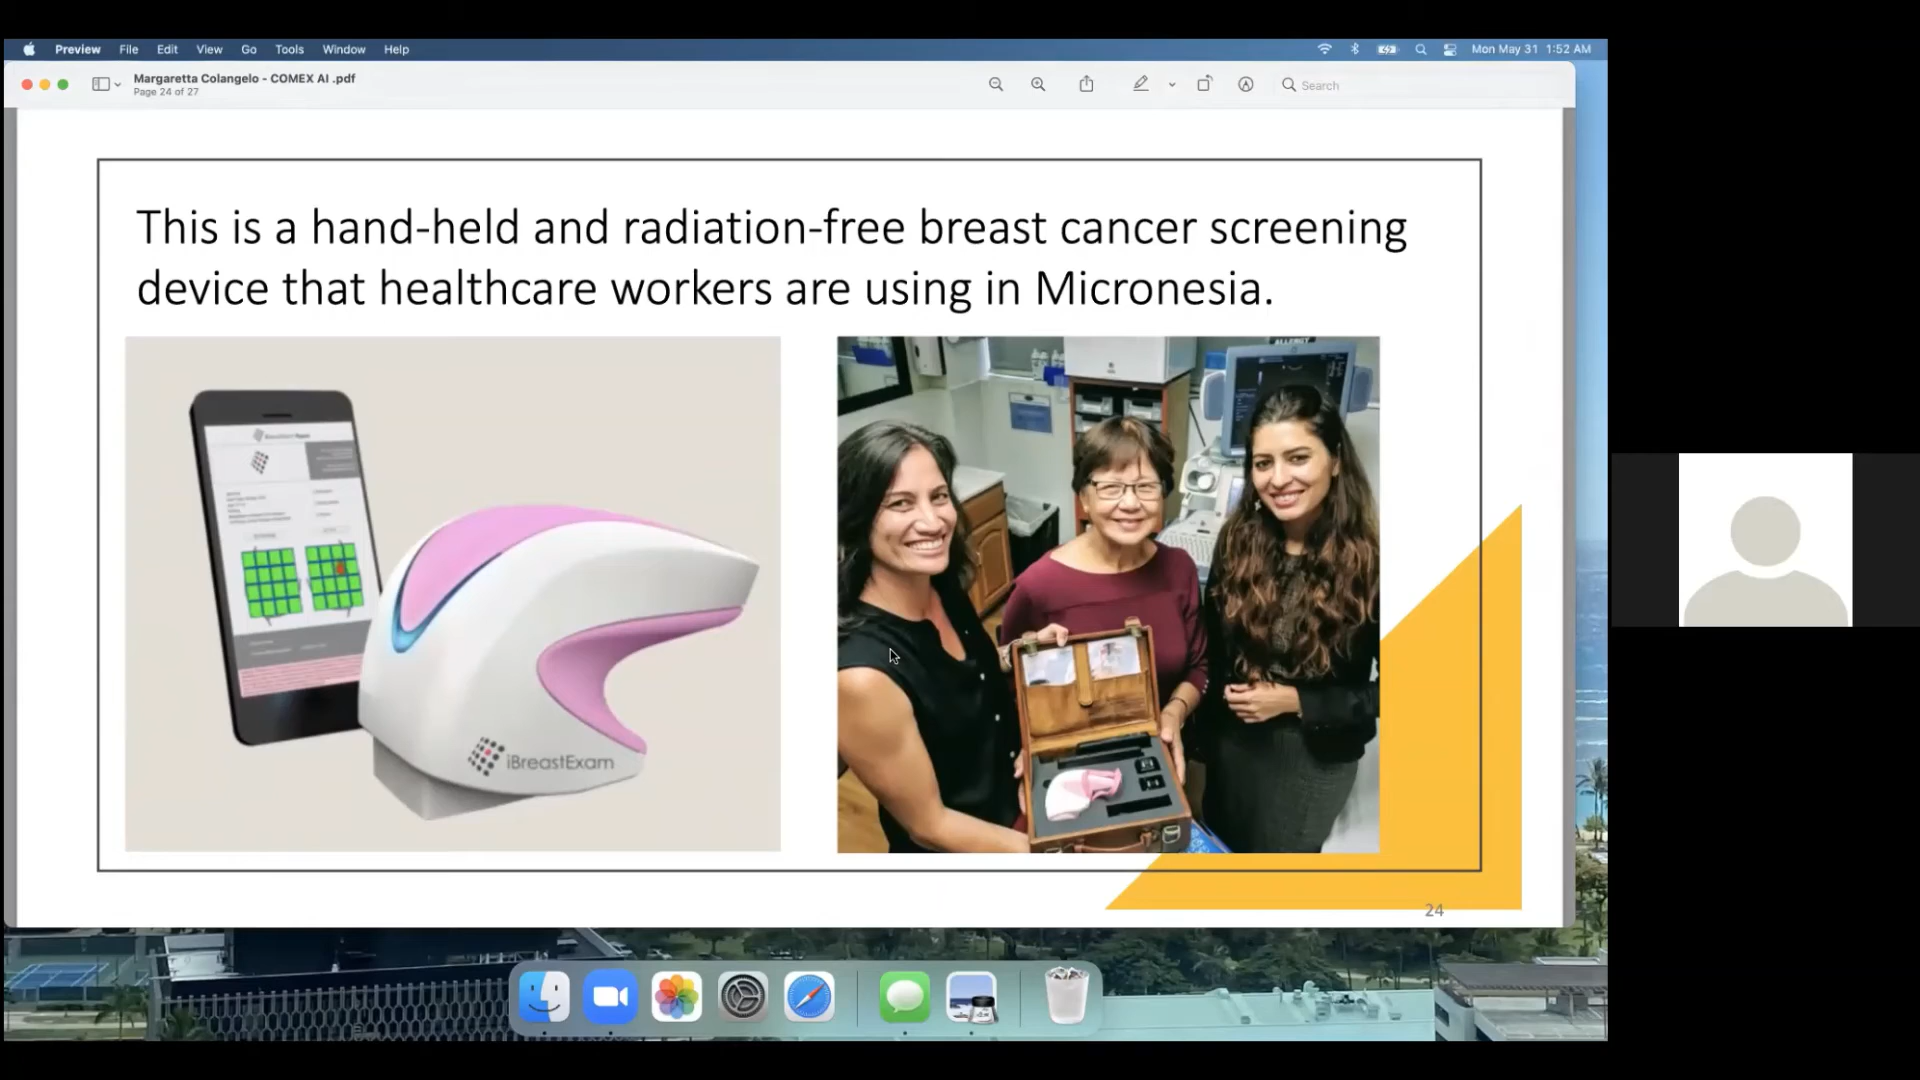 Preview File Edit View Go Tools Window Help
Mon May 31 1:52 AM
Margaretta Colangelo - COMEX AI .pdf
Page 24 of 27
Search
This is a hand-held and radiation-free breast cancer screening
device that healthcare workers are using in Micronesia.
ALLERGY
iBreastExam
24